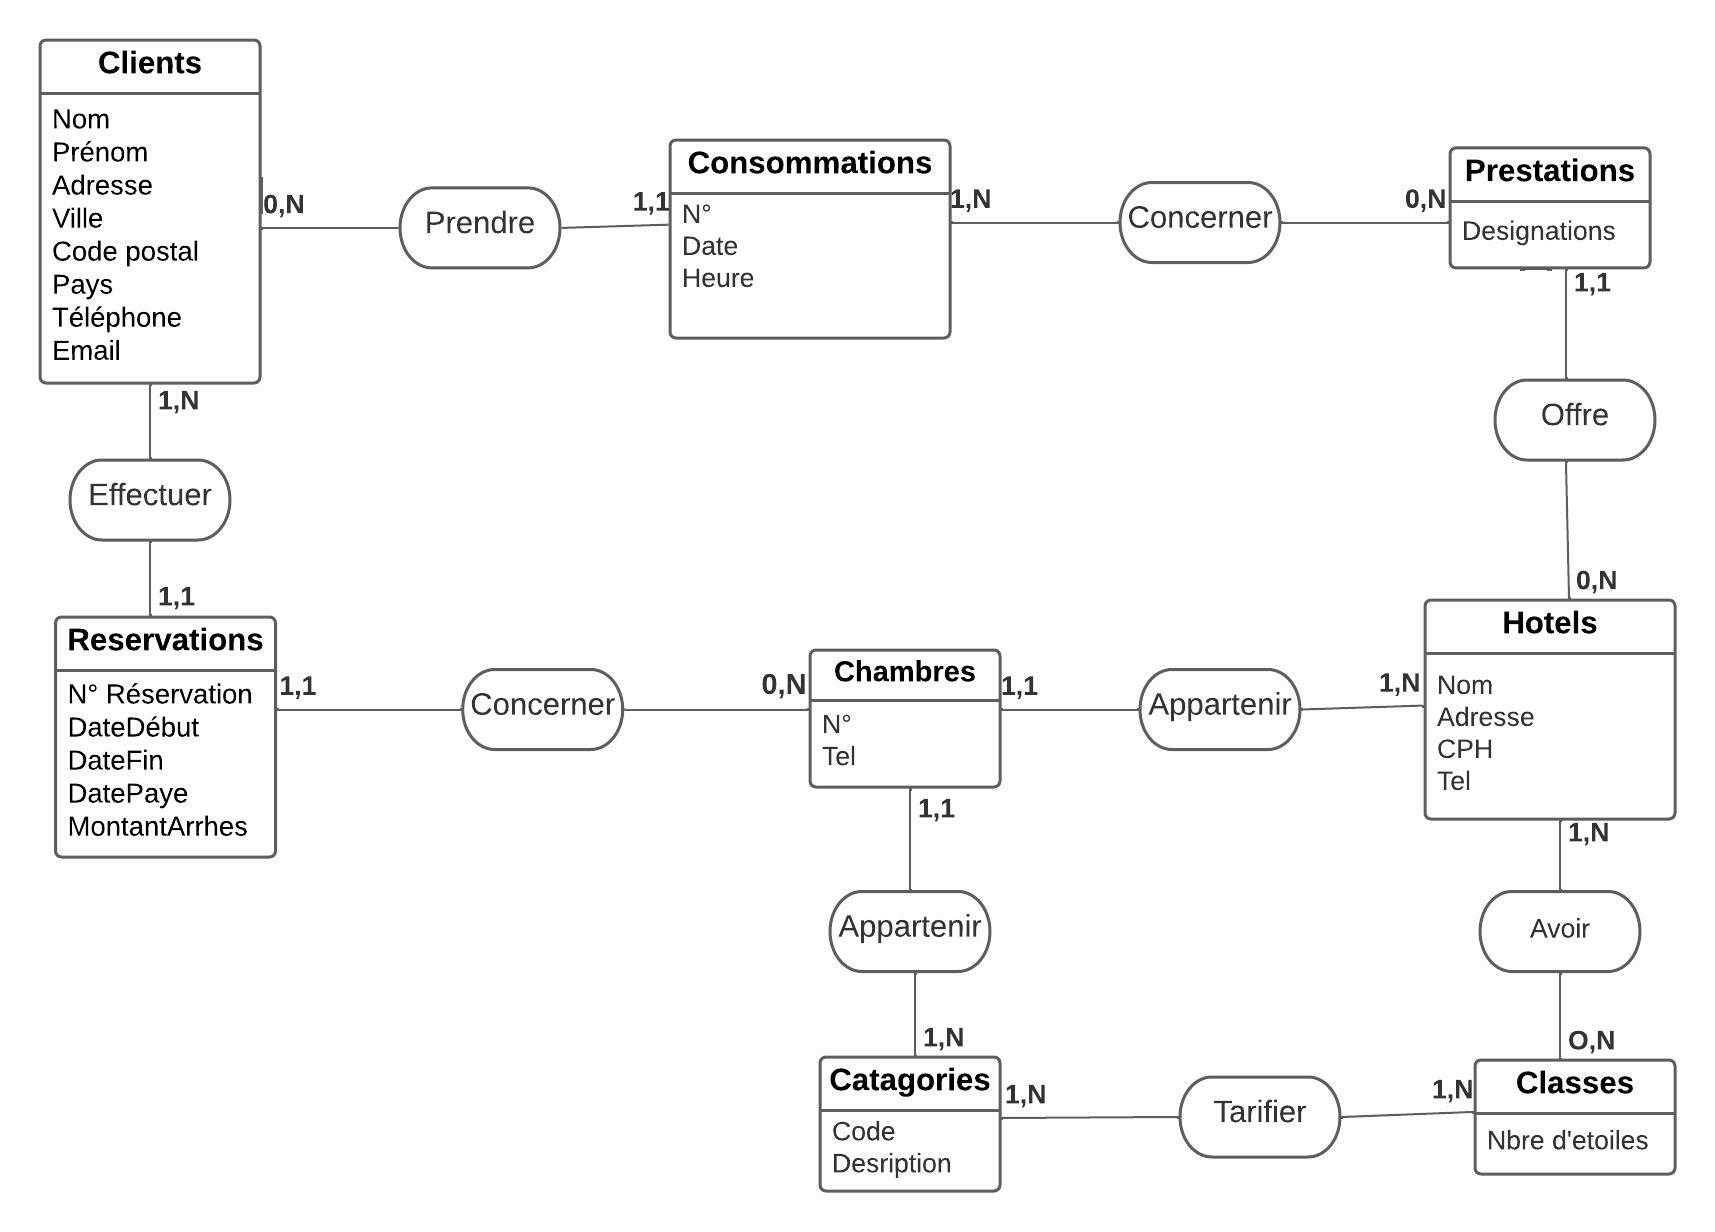 Clients
Nom
Prénom
Adresse
Ville
Code postal
Pays
Téléphone
Email
0,N
Prendre
1,1
Consommations
N°
Date
Heure
1,N
Concerner
0,N
Prestations
Designations
1,1
Offre
0,N
1,N
Effectuer
1,1
Reservations
N° Réservation
DateDébut
DateFin
DatePaye
MontantArrhes
1,1
Concerner
0,N
Chambres
N°
Tel
1,1
Appartenir
1,N
Hotels
Nom
Adresse
CPH
Tel
1,1
Appartenir
1,N
1,N
Avoir
O,N
Catagories
Code
Desription
1,N
Tarifier
1,N
Classes
Nbre d'etoiles